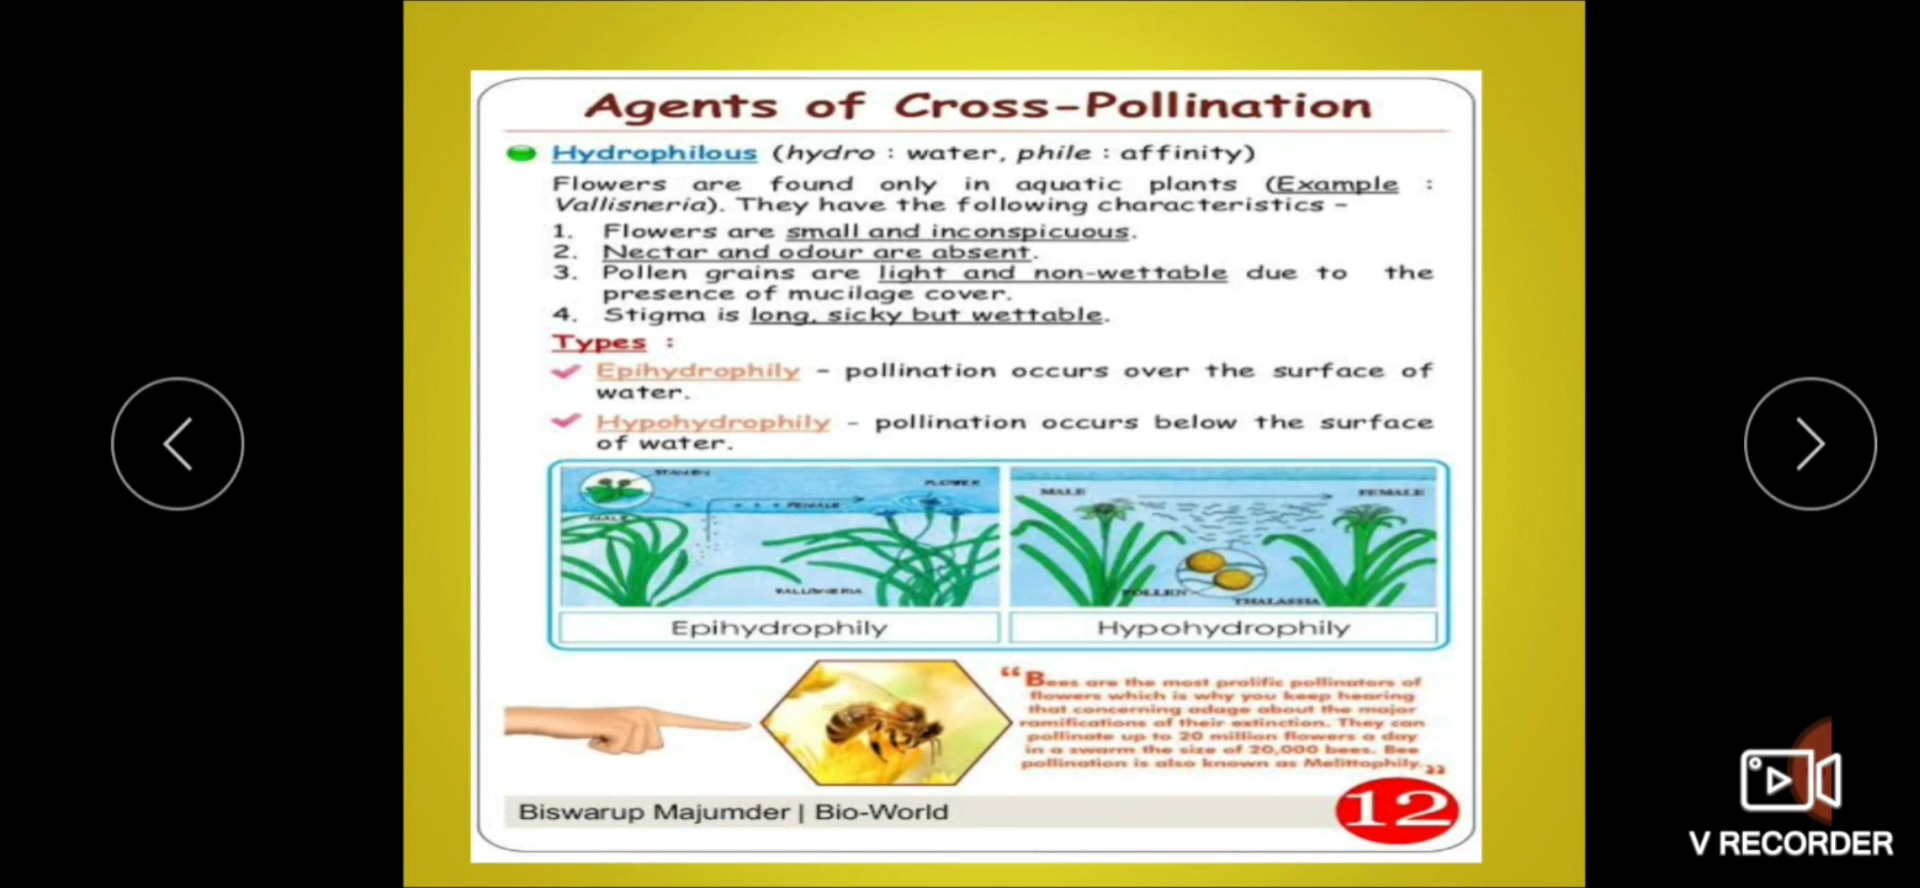 Agents of Cross-Pollination
Hydrophilous (hydro : water, phile : affinity)
Flowers are found only in aquatic plants (Example :
Vallisneria). They have the following characteristics –
1. Flowers are small and inconspicuous.
2. Nectar and odour are absent.
3. Pollen grains are light and non-wettable due to the
presence of mucilage cover.
4. Stigma is long, sicky but wettable.
Types :
Epihydrophily – pollination occurs over the surface of
water.
Hypohydrophily – pollination occurs below the surface
of water.
STAMEN
FLOWER
FEMALE
MALE
VALLISNERIA
MALE
FEMALE
POLLEN
THALASSIA
Epihydrophily
Hypohydrophily
“Bees are the most prolific pollinators of
flowers which is why you keep hearing
that concerning adage about the major
ramifications of their extinction. They can
pollinate up to 20 million flowers a day
in a swarm the size of 20,000 bees. Bee
pollination is also known as Melittophily.”
Biswarup Majumder | Bio-World
12
V RECORDER